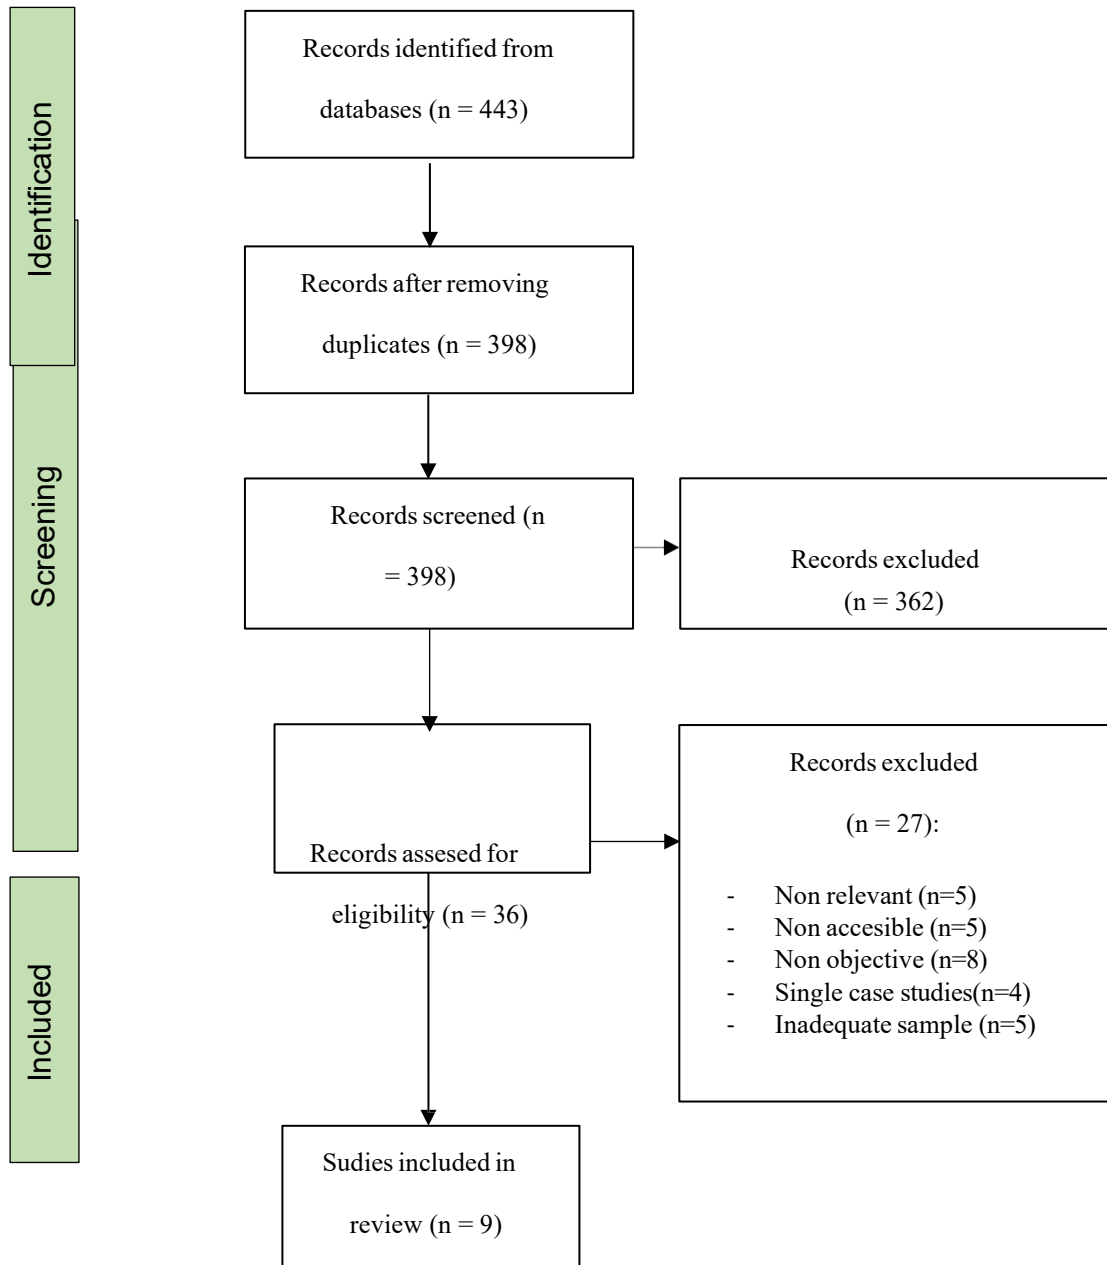 Identification
Records identified from
databases (n = 443)
Records after removing
duplicates (n = 398)
Screening
Records screened (n
= 398)
Records excluded
(n = 362)
Records assesed for
eligibility (n = 36)
Records excluded
(n = 27):
- Non relevant (n=5)
- Non accesible (n=5)
- Non objective (n=8)
- Single case studies(n=4)
- Inadequate sample (n=5)
Included
Sudies included in
review (n = 9)